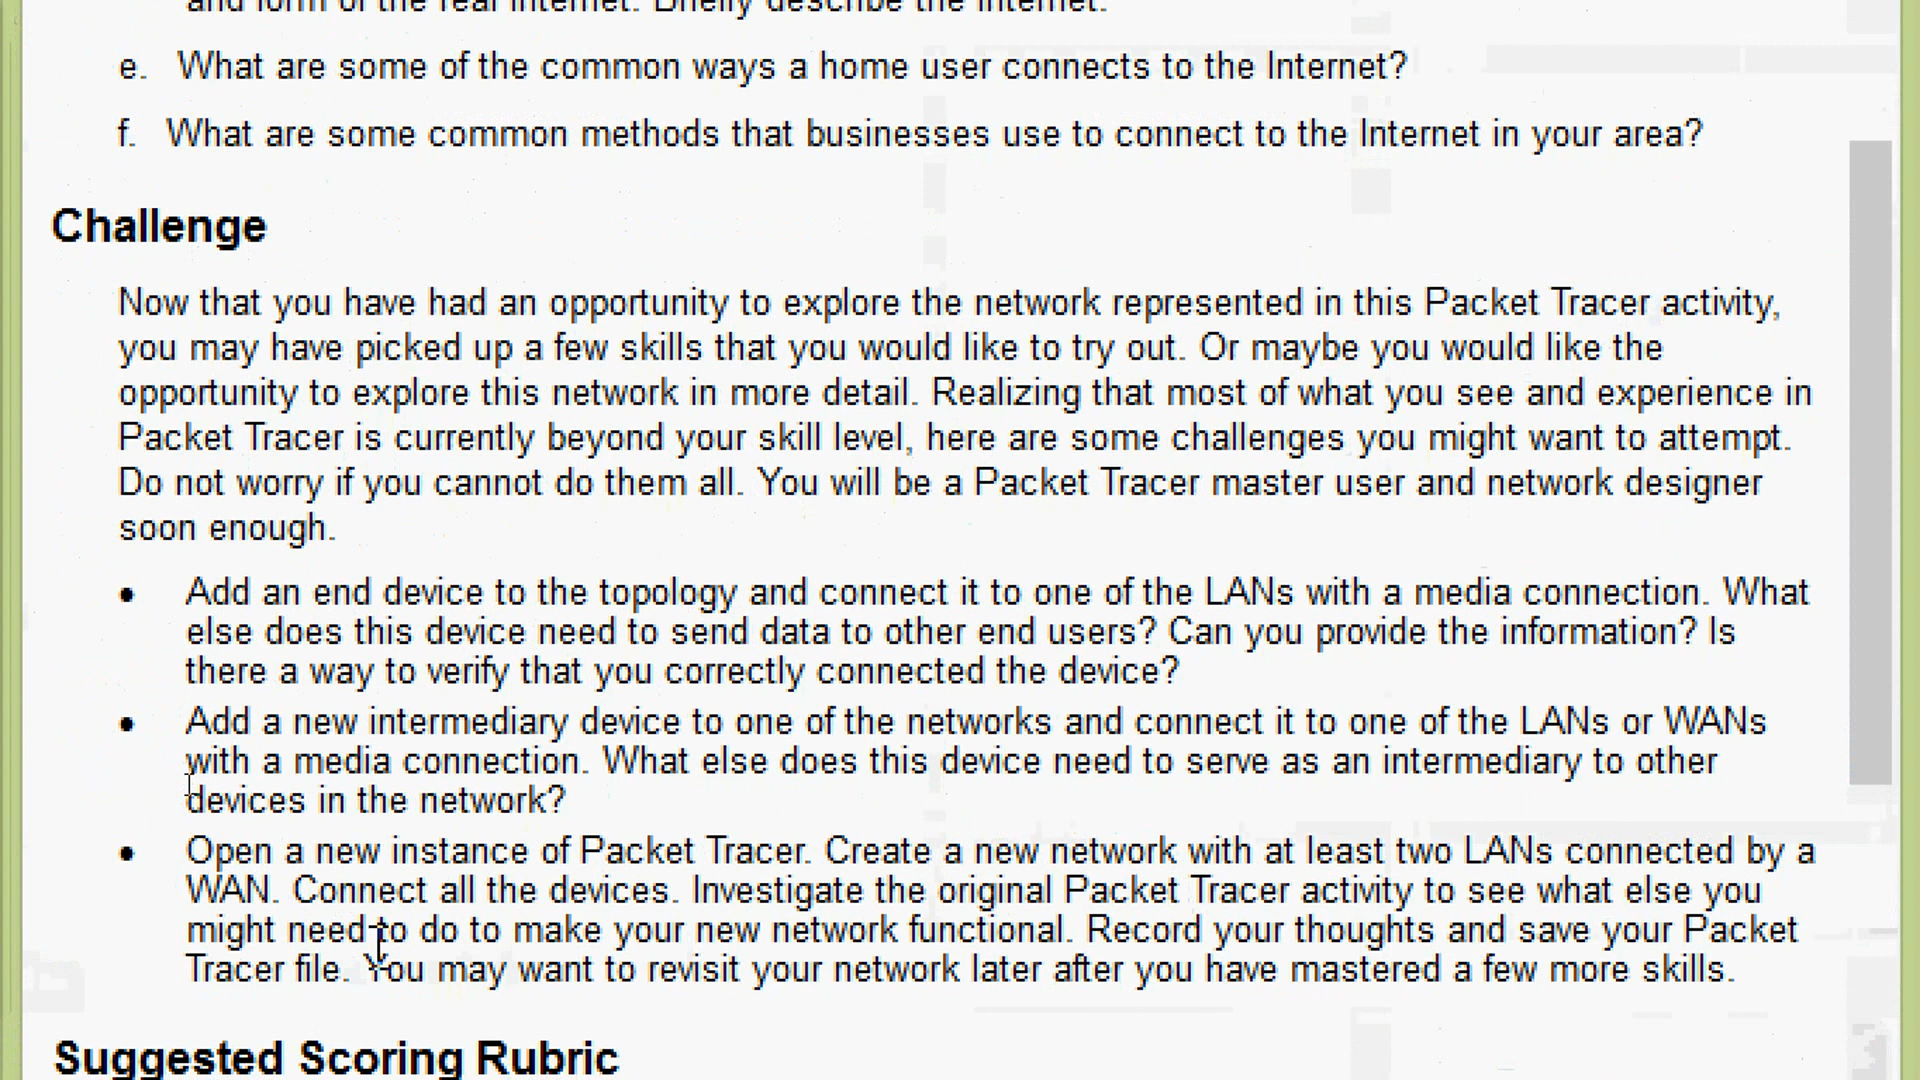 and form of the real Internet. Briefly describe the Internet.
e. What are some of the common ways a home user connects to the Internet?
f. What are some common methods that businesses use to connect to the Internet in your area?
Challenge
Now that you have had an opportunity to explore the network represented in this Packet Tracer activity,
you may have picked up a few skills that you would like to try out. Or maybe you would like the
opportunity to explore this network in more detail. Realizing that most of what you see and experience in
Packet Tracer is currently beyond your skill level, here are some challenges you might want to attempt.
Do not worry if you cannot do them all. You will be a Packet Tracer master user and network designer
soon enough.
• Add an end device to the topology and connect it to one of the LANs with a media connection. What
else does this device need to send data to other end users? Can you provide the information? Is
there a way to verify that you correctly connected the device?
• Add a new intermediary device to one of the networks and connect it to one of the LANs or WANs
with a media connection. What else does this device need to serve as an intermediary to other
devices in the network?
• Open a new instance of Packet Tracer. Create a new network with at least two LANs connected by a
WAN. Connect all the devices. Investigate the original Packet Tracer activity to see what else you
might need to do to make your new network functional. Record your thoughts and save your Packet
Tracer file. You may want to revisit your network later after you have mastered a few more skills.
Suggested Scoring Rubric